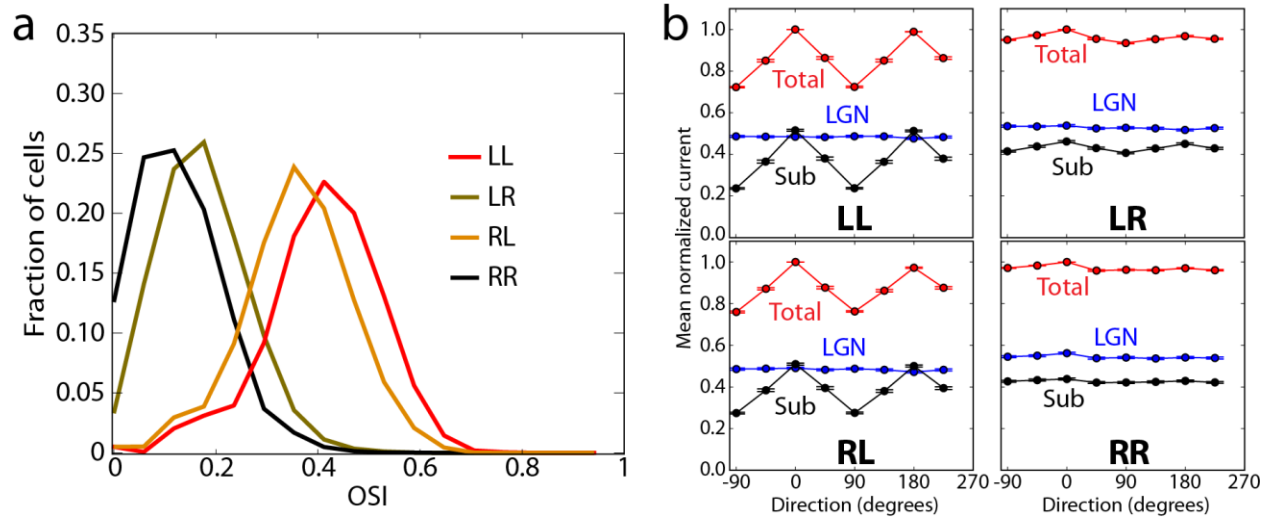 a
0.35
0.30
0.25
0.20
0.15
0.10
0.05
0
Fraction of cells
0 0.2 0.4 0.6 0.8 1
OSI
LL
LR
RL
RR
b
Mean normalized current
1.0
0.8
0.6
0.4
0.2
0.0
Total
LGN
Sub
LL
Total
LGN
Sub
LR
1.0
0.8
0.6
0.4
0.2
0.0
Total
LGN
Sub
RL
-90 0 90 180
Direction (degrees)
Total
LGN
Sub
RR
-90 0 90 180 270
Direction (degrees)